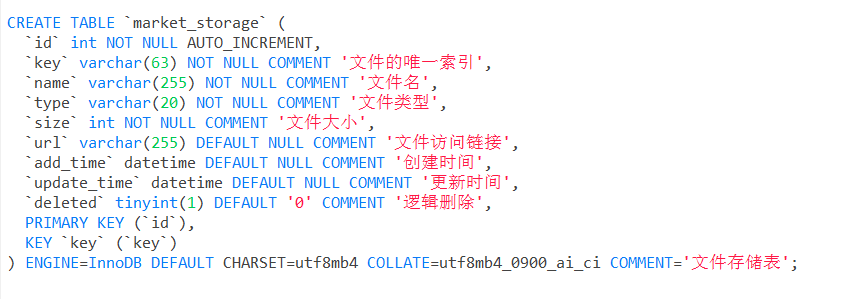 CREATE TABLE `market_storage` (
  `id` int NOT NULL AUTO_INCREMENT,
  `key` varchar(63) NOT NULL COMMENT '文件的唯一索引',
  `name` varchar(255) NOT NULL COMMENT '文件名',
  `type` varchar(20) NOT NULL COMMENT '文件类型',
  `size` int NOT NULL COMMENT '文件大小',
  `url` varchar(255) DEFAULT NULL COMMENT '文件访问链接',
  `add_time` datetime DEFAULT NULL COMMENT '创建时间',
  `update_time` datetime DEFAULT NULL COMMENT '更新时间',
  `deleted` tinyint(1) DEFAULT '0' COMMENT '逻辑删除',
  PRIMARY KEY (`id`),
  KEY `key` (`key`)
) ENGINE=InnoDB DEFAULT CHARSET=utf8mb4 COLLATE=utf8mb4_0900_ai_ci COMMENT='文件存储表';